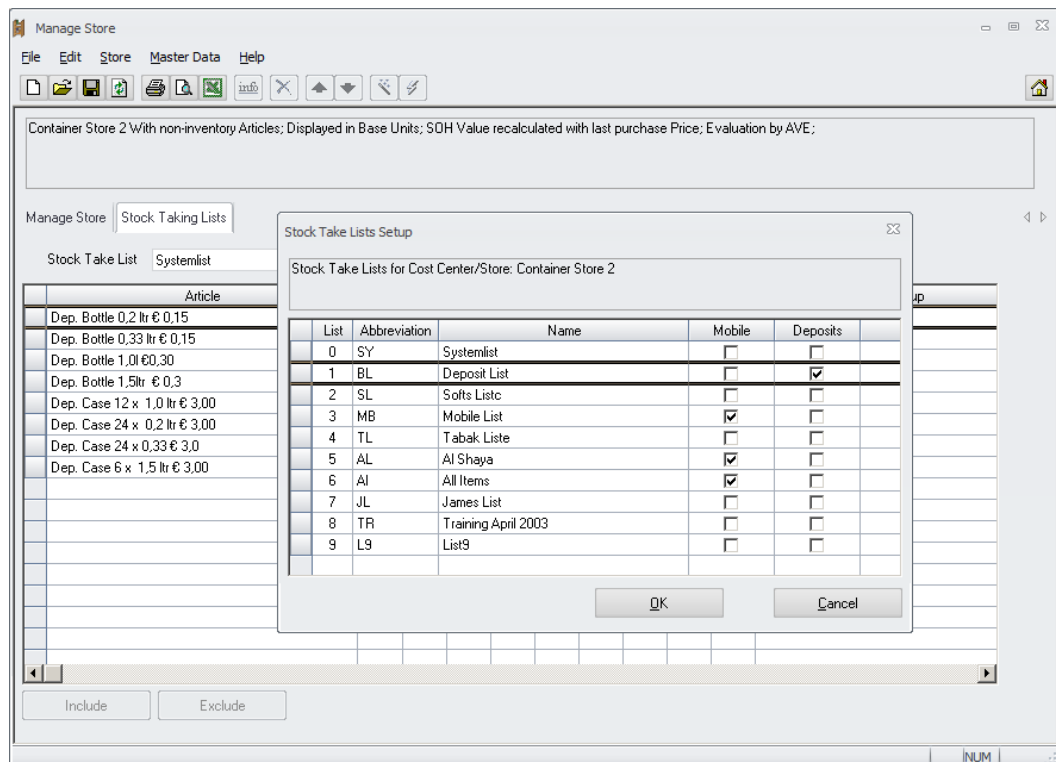 Manage Store
File Edit Store Master Data Help
info
Container Store 2 With non-inventory Articles; Displayed in Base Units; SOH Value recalculated with last purchase Price; Evaluation by AVE;
Manage Store Stock Taking Lists
Stock Take List Systemlist
Article up
Dep. Bottle 0,2 ltr € 0,15
Dep. Bottle 0,33 ltr € 0,15
Dep. Bottle 1,0l €0,30
Dep. Bottle 1,5ltr € 0,3
Dep. Case 12 x 1,0 ltr € 3,00
Dep. Case 24 x 0,2 ltr € 3,00
Dep. Case 24 x 0,33 € 3,0
Dep. Case 6 x 1,5 ltr € 3,00
Stock Take Lists Setup
Stock Take Lists for Cost Center/Store: Container Store 2
List Abbreviation Name Mobile Deposits
0 SY Systemlist
1 BL Deposit List
2 SL Softs Listc
3 MB Mobile List
4 TL Tabak Liste
5 AL Al Shaya
6 AI All Items
7 JL James List
8 TR Training April 2003
9 L9 List9
OK Cancel
Include Exclude
NUM